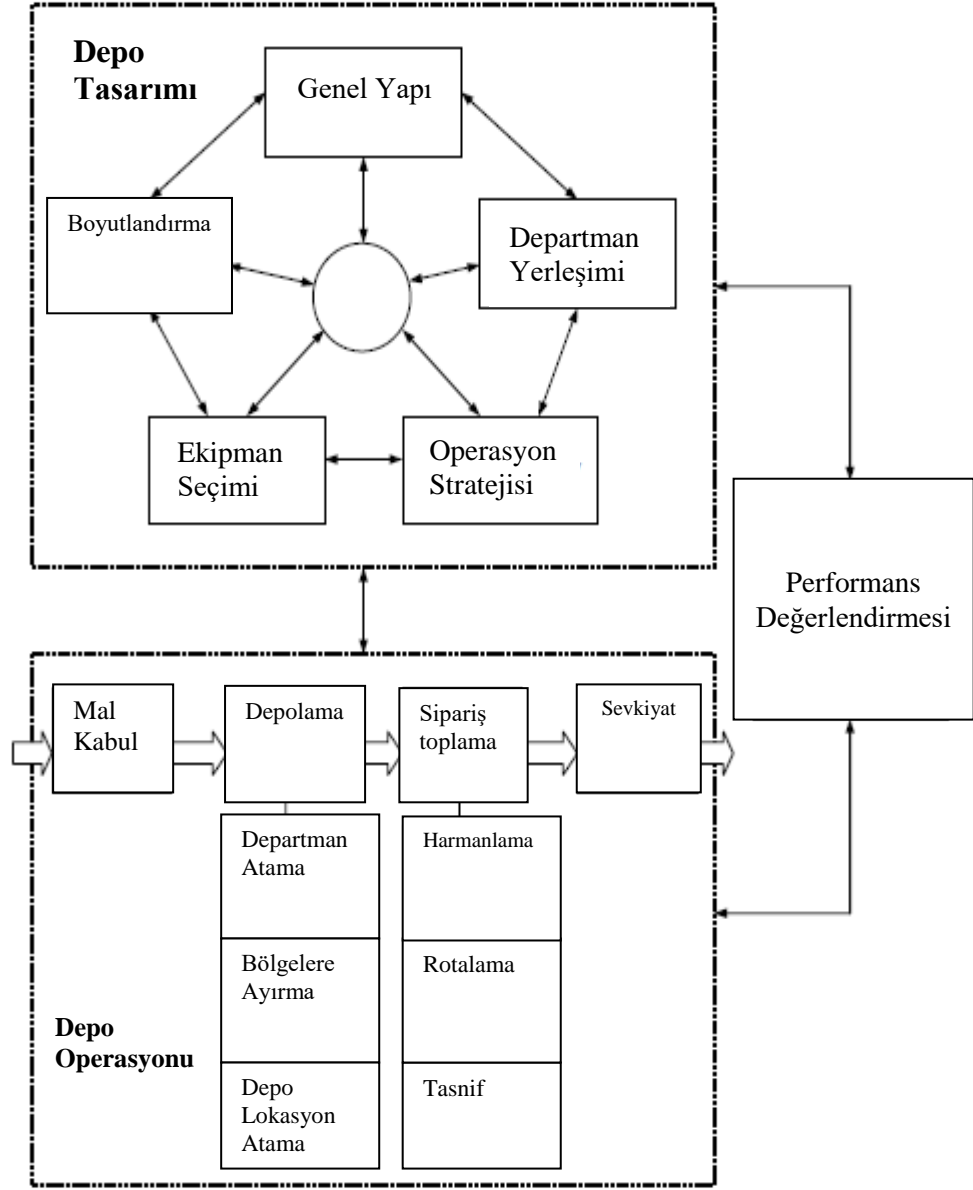 Depo
Tasarımı
Genel Yapı
Boyutlandırma
Departman
Yerleşimi
Ekipman
Seçimi
Operasyon
Stratejisi
Performans
Değerlendirmesi
Mal
Kabul
Depolama
Sipariş
toplama
Sevkiyat
Departman
Atama
Harmanlama
Bölgelere
Ayırma
Rotalama
Depo
Operasyonu
Depo
Lokasyon
Atama
Tasnif